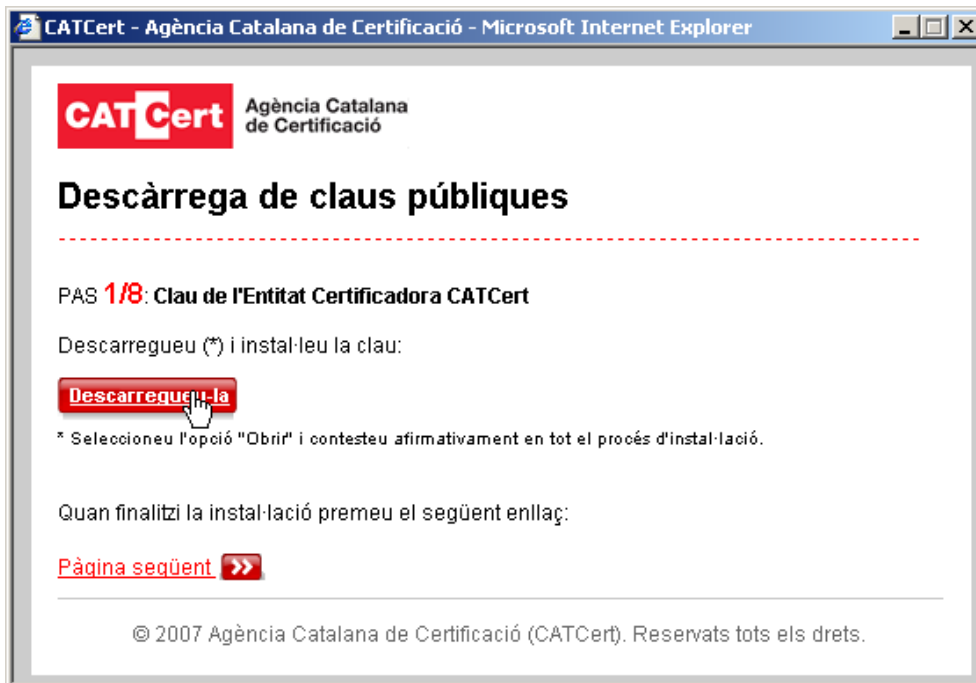 CATCert - Agència Catalana de Certificació - Microsoft Internet Explorer
CATCert Agència Catalana
de Certificació
Descàrrega de claus públiques
PAS 1/8: Clau de l'Entitat Certificadora CATCert
Descarregueu (*) i instal·leu la clau:
Descarregueu-la
* Seleccioneu l'opció "Obrir" i contesteu afirmativament en tot el procés d'instal·lació.
Quan finalitzi la instal·lació premeu el següent enllaç:
Pàgina següent >>
© 2007 Agència Catalana de Certificació (CATCert). Reservats tots els drets.